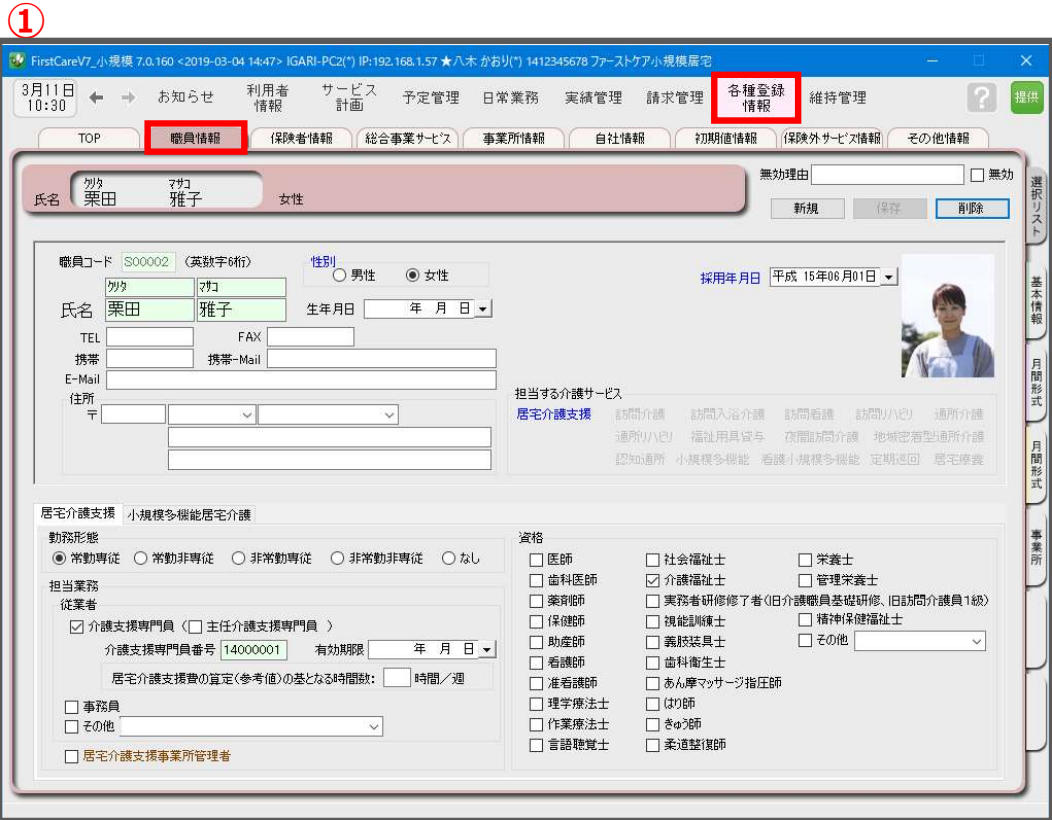 ①
FirstCareV7_小規模 7.0.160 <2019-03-04 14:47> IGARI-PC2(*) IP:192.168.1.57 ★八木 かおり(*) 1412345678 ファーストケア小規模居宅
3月11日 10:30 ← → お知らせ 利用者情報 サービス計画 予定管理 日常業務 実績管理 請求管理 各種登録情報 維持管理 ? 提供
TOP 職員情報 保険者情報 総合事業サービス 事業所情報 自社情報 初期値情報 保険外サービス情報 その他情報
無効理由 無効
クリタ マサコ
氏名 栗田 雅子 女性
新規 保存 削除
職員コード S00002 (英数字6桁) 性別 男性 女性
採用年月日 平成 15年06月01日
クリタ マサコ
氏名 栗田 雅子 生年月日 年 月 日
TEL FAX
携帯 携帯-Mail
E-Mail
住所
〒
担当する介護サービス
居宅介護支援 訪問介護 訪問入浴介護 訪問看護 訪問リハビリ 通所介護
通所リハビリ 福祉用具貸与 夜間訪問介護 地域密着型通所介護
認知通所 小規模多機能 看護小規模多機能 定期巡回 居宅療養
居宅介護支援 小規模多機能居宅介護
勤務形態
常勤専従 常勤非専従 非常勤専従 非常勤非専従 なし
担当業務
従業者
介護支援専門員 ( 主任介護支援専門員 )
介護支援専門員番号 14000001 有効期限 年 月 日
居宅介護支援費の算定(参考値)の基となる時間数: 時間/週
事務員
その他
居宅介護支援事業所管理者
資格
医師 社会福祉士 栄養士
歯科医師 介護福祉士 管理栄養士
薬剤師 実務者研修修了者(旧介護職員基礎研修、旧訪問介護員1級)
保健師 視能訓練士 精神保健福祉士
助産師 義肢装具士 その他
看護師 歯科衛生士
准看護師 あん摩マッサージ指圧師
理学療法士 はり師
作業療法士 きゅう師
言語聴覚士 柔道整復師
選択リスト
基本情報
月間形式
月間形式
事業所